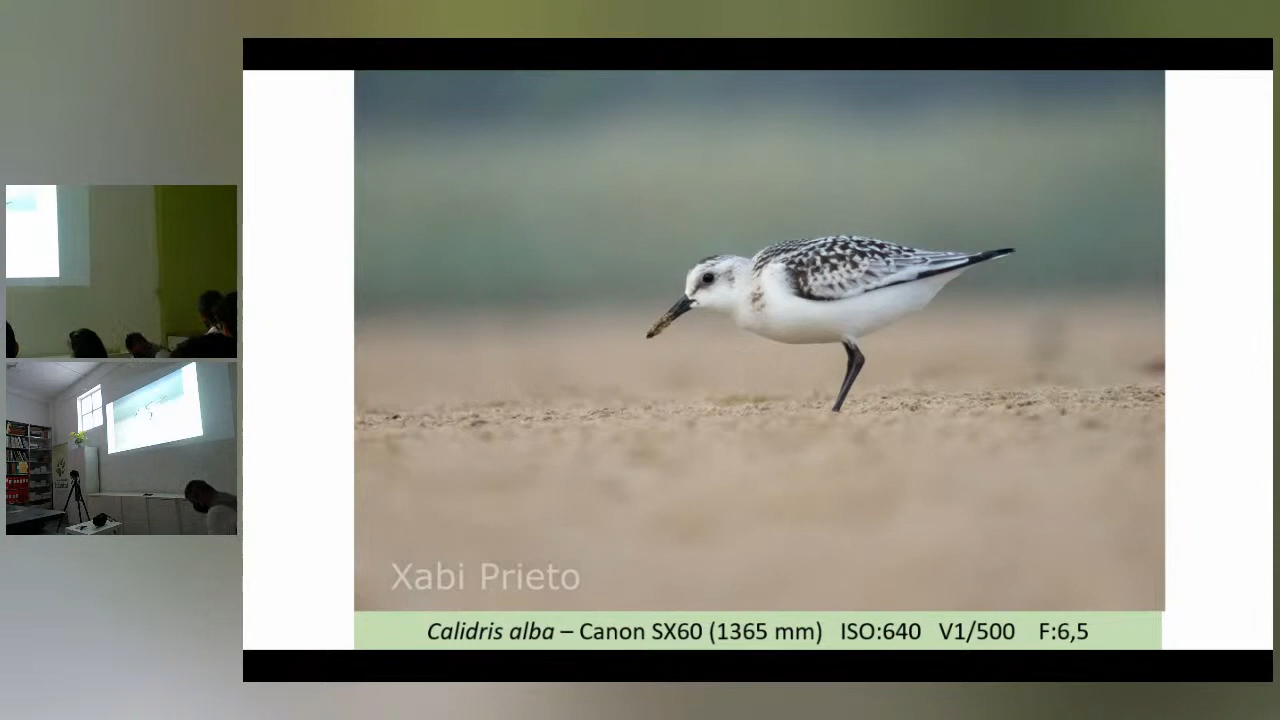 Xabi Prieto
Calidris alba – Canon SX60 (1365 mm) ISO:640 V1/500 F:6,5